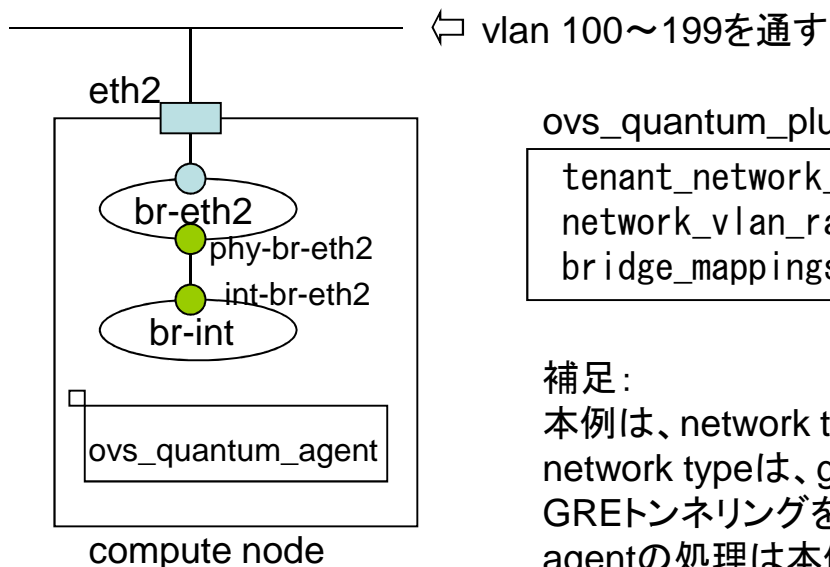 ⇦ vlan 100～199を通す
eth2
br-eth2
phy-br-eth2
int-br-eth2
br-int
ovs_quantum_agent
compute node
ovs_quantum_plu
tenant_network_
network_vlan_ra
bridge_mappings
補足：
本例は、network t
network typeは、g
GREトンネリングを
agentの処理は本